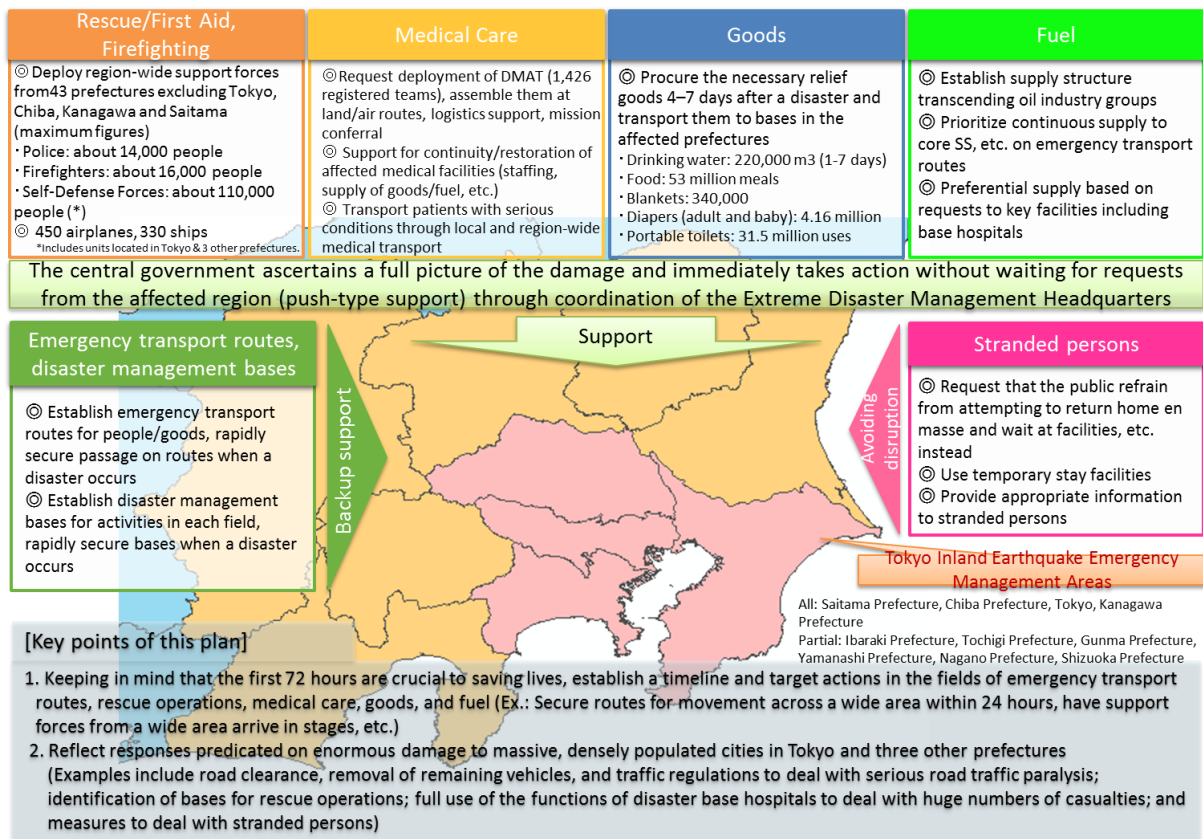 Rescue/First Aid,
Firefighting
◎ Deploy region-wide support forces
from43 prefectures excluding Tokyo,
Chiba, Kanagawa and Saitama
(maximum figures)
・Police: about 14,000 people
・Firefighters: about 16,000 people
・Self-Defense Forces: about 110,000
people (*)
◎ 450 airplanes, 330 ships
*Includes units located in Tokyo & 3 other prefectures.
Medical Care
◎Request deployment of DMAT (1,426
registered teams), assemble them at
land/air routes, logistics support, mission
conferral
◎ Support for continuity/restoration of
affected medical facilities (staffing,
supply of goods/fuel, etc.)
◎ Transport patients with serious
conditions through local and region-wide
medical transport
Goods
◎ Procure the necessary relief
goods 4–7 days after a disaster and
transport them to bases in the
affected prefectures
・Drinking water: 220,000 m3 (1-7 days)
・Food: 53 million meals
・Blankets: 340,000
・Diapers (adult and baby): 4.16 million
・Portable toilets: 31.5 million uses
Fuel
◎ Establish supply structure
transcending oil industry groups
◎ Prioritize continuous supply to
core SS, etc. on emergency transport
routes
◎ Preferential supply based on
requests to key facilities including
base hospitals
The central government ascertains a full picture of the damage and immediately takes action without waiting for requests
from the affected region (push-type support) through coordination of the Extreme Disaster Management Headquarters
Emergency transport routes,
disaster management bases
◎ Establish emergency transport
routes for people/goods, rapidly
secure passage on routes when a
disaster occurs
◎ Establish disaster management
bases for activities in each field,
rapidly secure bases when a disaster
occurs
Backup support
Support
Avoiding
disruption
Stranded persons
◎ Request that the public refrain
from attempting to return home en
masse and wait at facilities, etc.
instead
◎ Use temporary stay facilities
◎ Provide appropriate information
to stranded persons
Tokyo Inland Earthquake Emergency
Management Areas
All: Saitama Prefecture, Chiba Prefecture, Tokyo, Kanagawa
Prefecture
Partial: Ibaraki Prefecture, Tochigi Prefecture, Gunma Prefecture,
Yamanashi Prefecture, Nagano Prefecture, Shizuoka Prefecture
[Key points of this plan]
1. Keeping in mind that the first 72 hours are crucial to saving lives, establish a timeline and target actions in the fields of emergency transport
routes, rescue operations, medical care, goods, and fuel (Ex.: Secure routes for movement across a wide area within 24 hours, have support
forces from a wide area arrive in stages, etc.)
2. Reflect responses predicated on enormous damage to massive, densely populated cities in Tokyo and three other prefectures
(Examples include road clearance, removal of remaining vehicles, and traffic regulations to deal with serious road traffic paralysis;
identification of bases for rescue operations; full use of the functions of disaster base hospitals to deal with huge numbers of casualties; and
measures to deal with stranded persons)